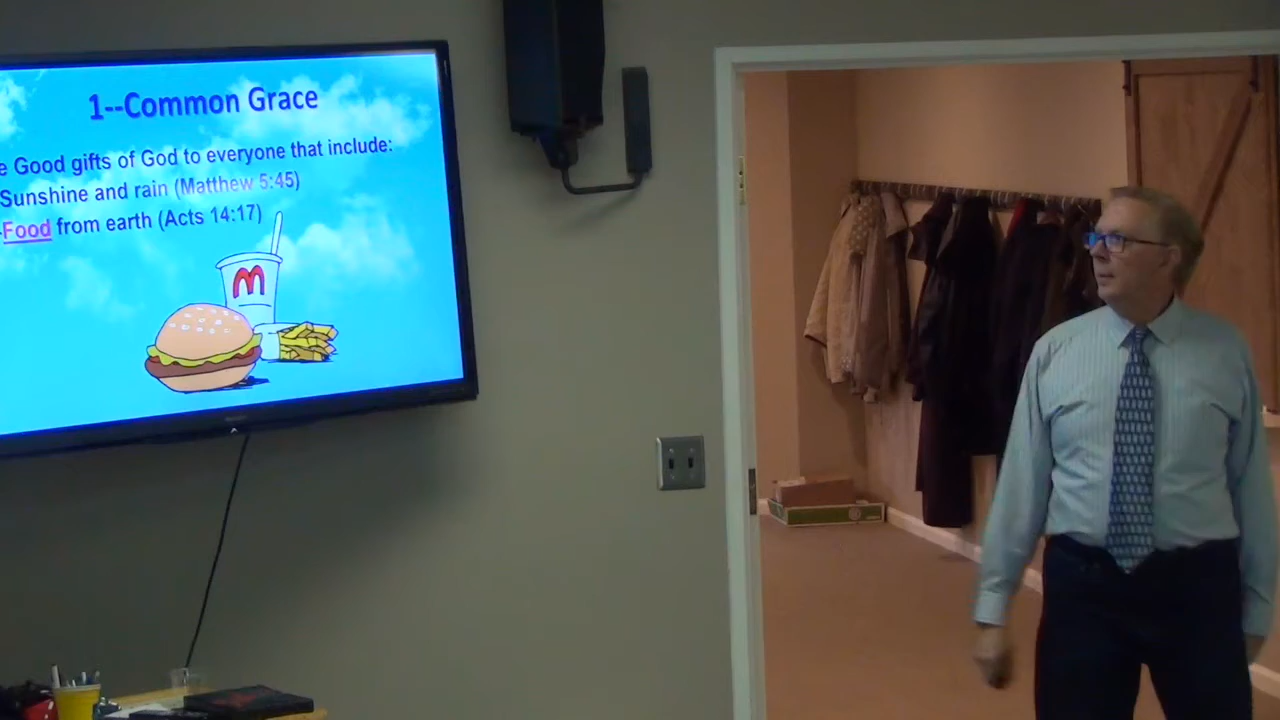 1--Common Grace
e Good gifts of God to everyone that include:
Sunshine and rain (Matthew 5:45)
-Food from earth (Acts 14:17)
M